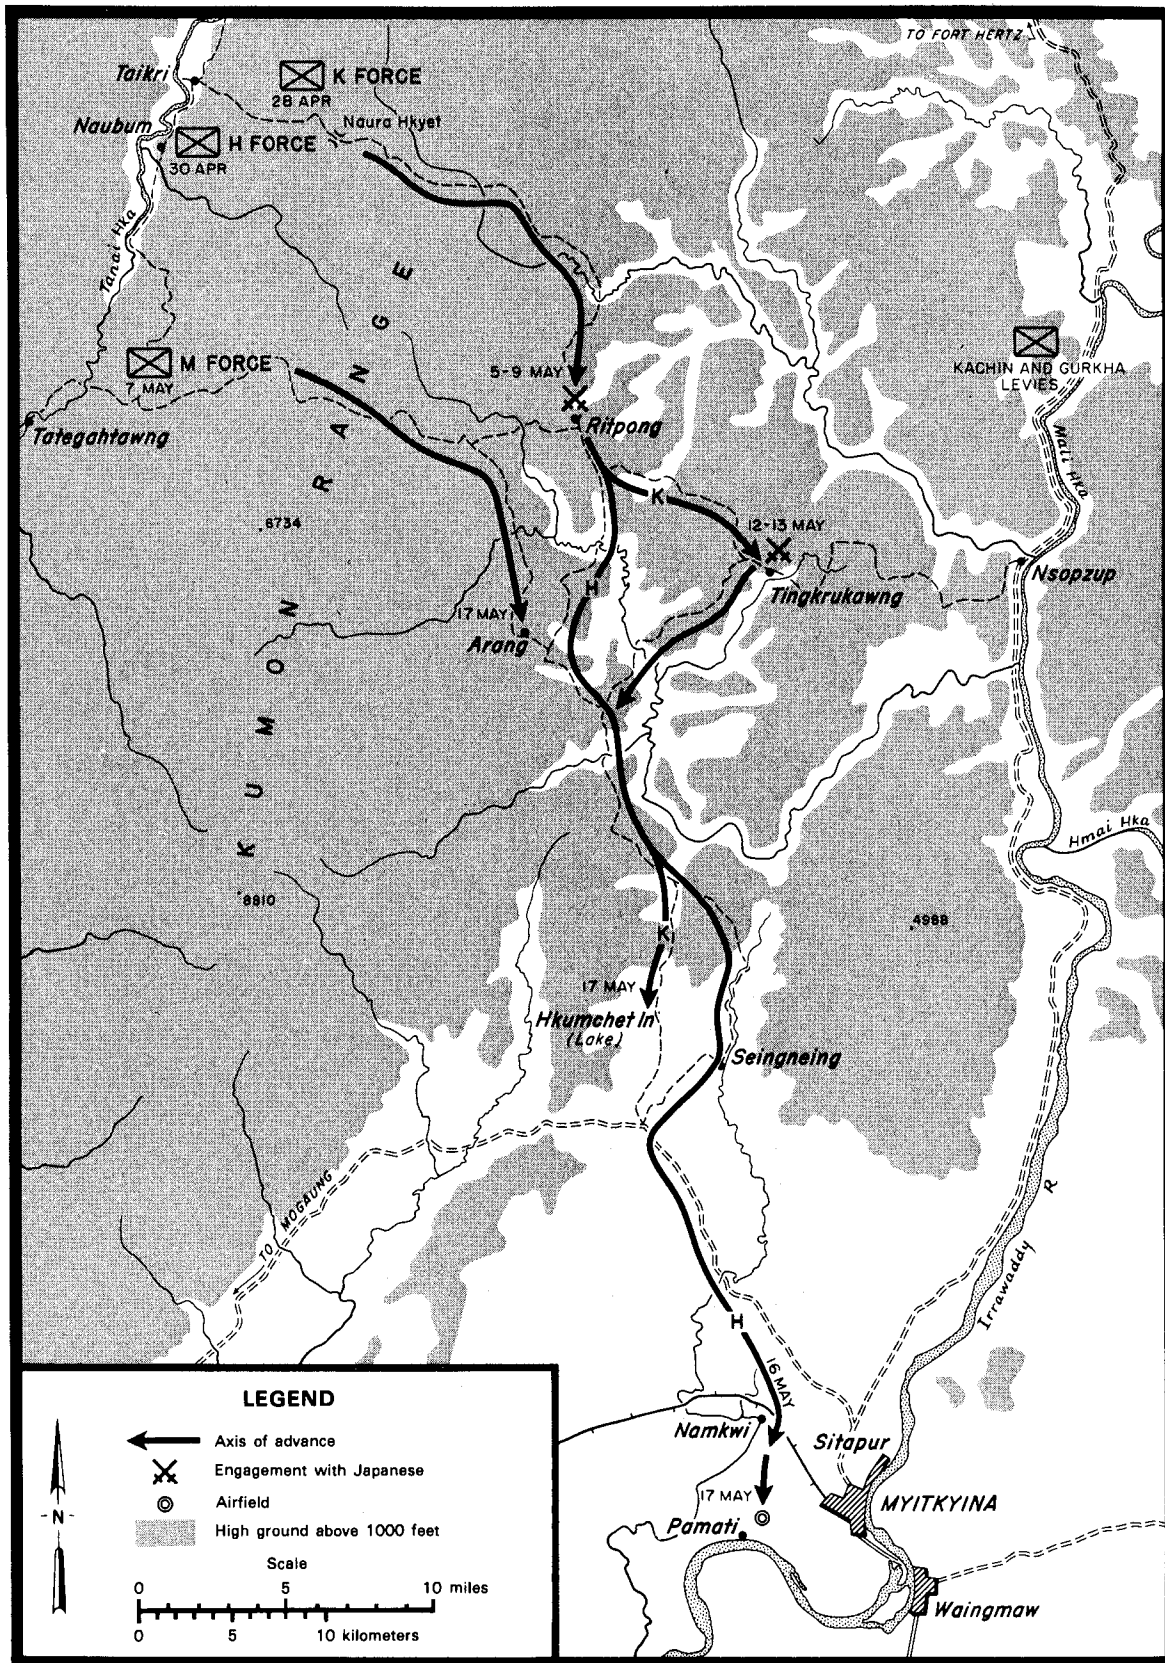 TO FORT HERTZ
Taikri
K FORCE
28 APR
Naura Hkyet
Naubum
H FORCE
30 APR
Tanai Hka
M FORCE
7 MAY
Tategahtawng
KUMON RANGE
5-9 MAY
Ritpong
KACHIN AND GURKHA
LEVIES
Mali Hka
6734
K
12-13 MAY
Tingkrukawng
Nsopzup
H
17 MAY
Arang
Hmai Hka
8810
4988
K
17 MAY
Hkumchet In
(Lake)
Seingneing
TO MOGAUNG
Irrawaddy R
H
16 MAY
Namkwi
Sitapur
17 MAY
MYITKYINA
Pamati
Waingmaw
LEGEND
Axis of advance
Engagement with Japanese
Airfield
High ground above 1000 feet
N
Scale
0 5 10 miles
0 5 10 kilometers